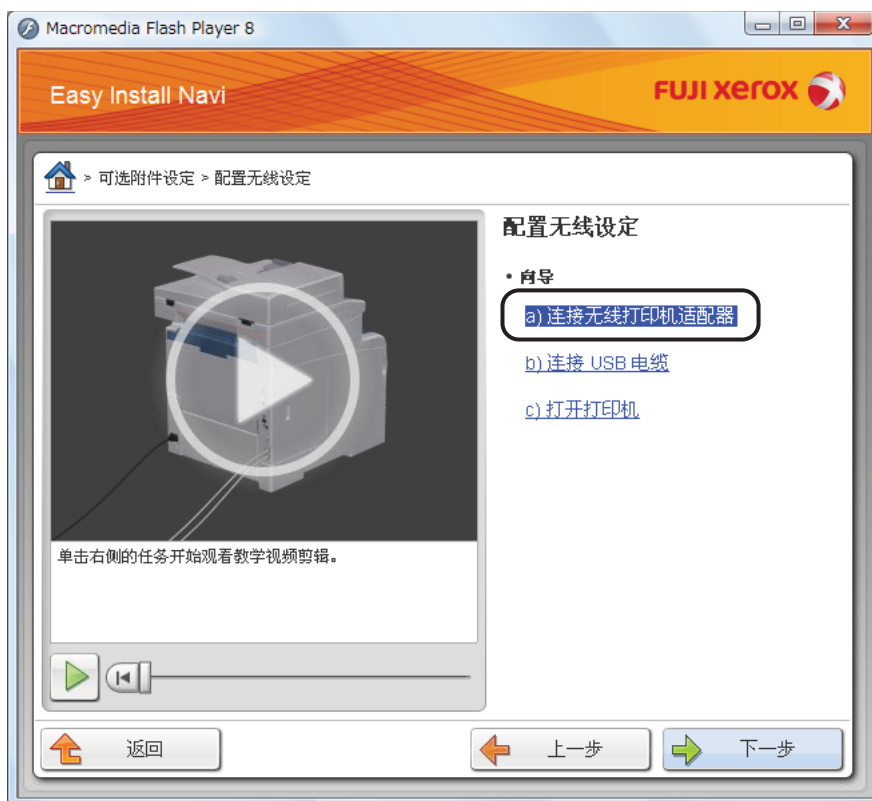 Macromedia Flash Player 8
Easy Install Navi
FUJI xerox
> 可选附件设定 > 配置无线设定
配置无线设定
• 向导
a) 连接无线打印机适配器
b) 连接 USB 电缆
c) 打开打印机
单击右侧的任务开始观看教学视频剪辑。
返回
上一步
下一步